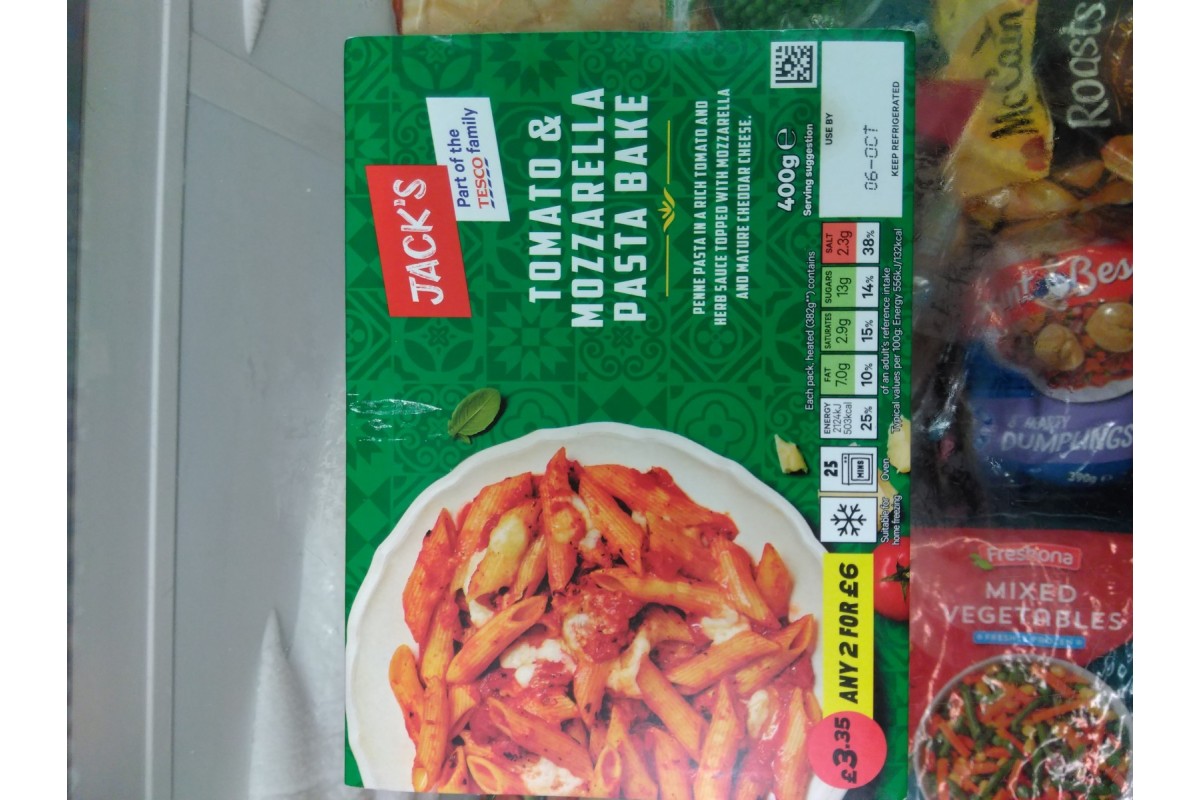 JACK'S
Part of the
TESCO family
TOMATO &
MOZZARELLA
PASTA BAKE
PENNE PASTA IN A RICH TOMATO AND
HERB SAUCE TOPPED WITH MOZZARELLA
AND MATURE CHEDDAR CHEESE.
400g e
Serving suggestion
USE BY
06-OCT
KEEP REFRIGERATED
Each pack, heated (382g**) contains
ENERGY
2124kJ
503kcal
25%
FAT
7.0g
10%
SATURATES
2.9g
15%
SUGARS
13g
14%
SALT
2.3g
38%
of an adult's reference intake
Typical values per 100g: Energy 556kJ/132kcal
25
MINS
Oven
Suitable for
home freezing
£3.35
ANY 2 FOR £6
McCain
Roasts
Bes
MEATY
DUMPLINGS
390g e
Freshona
MIXED
VEGETABLES